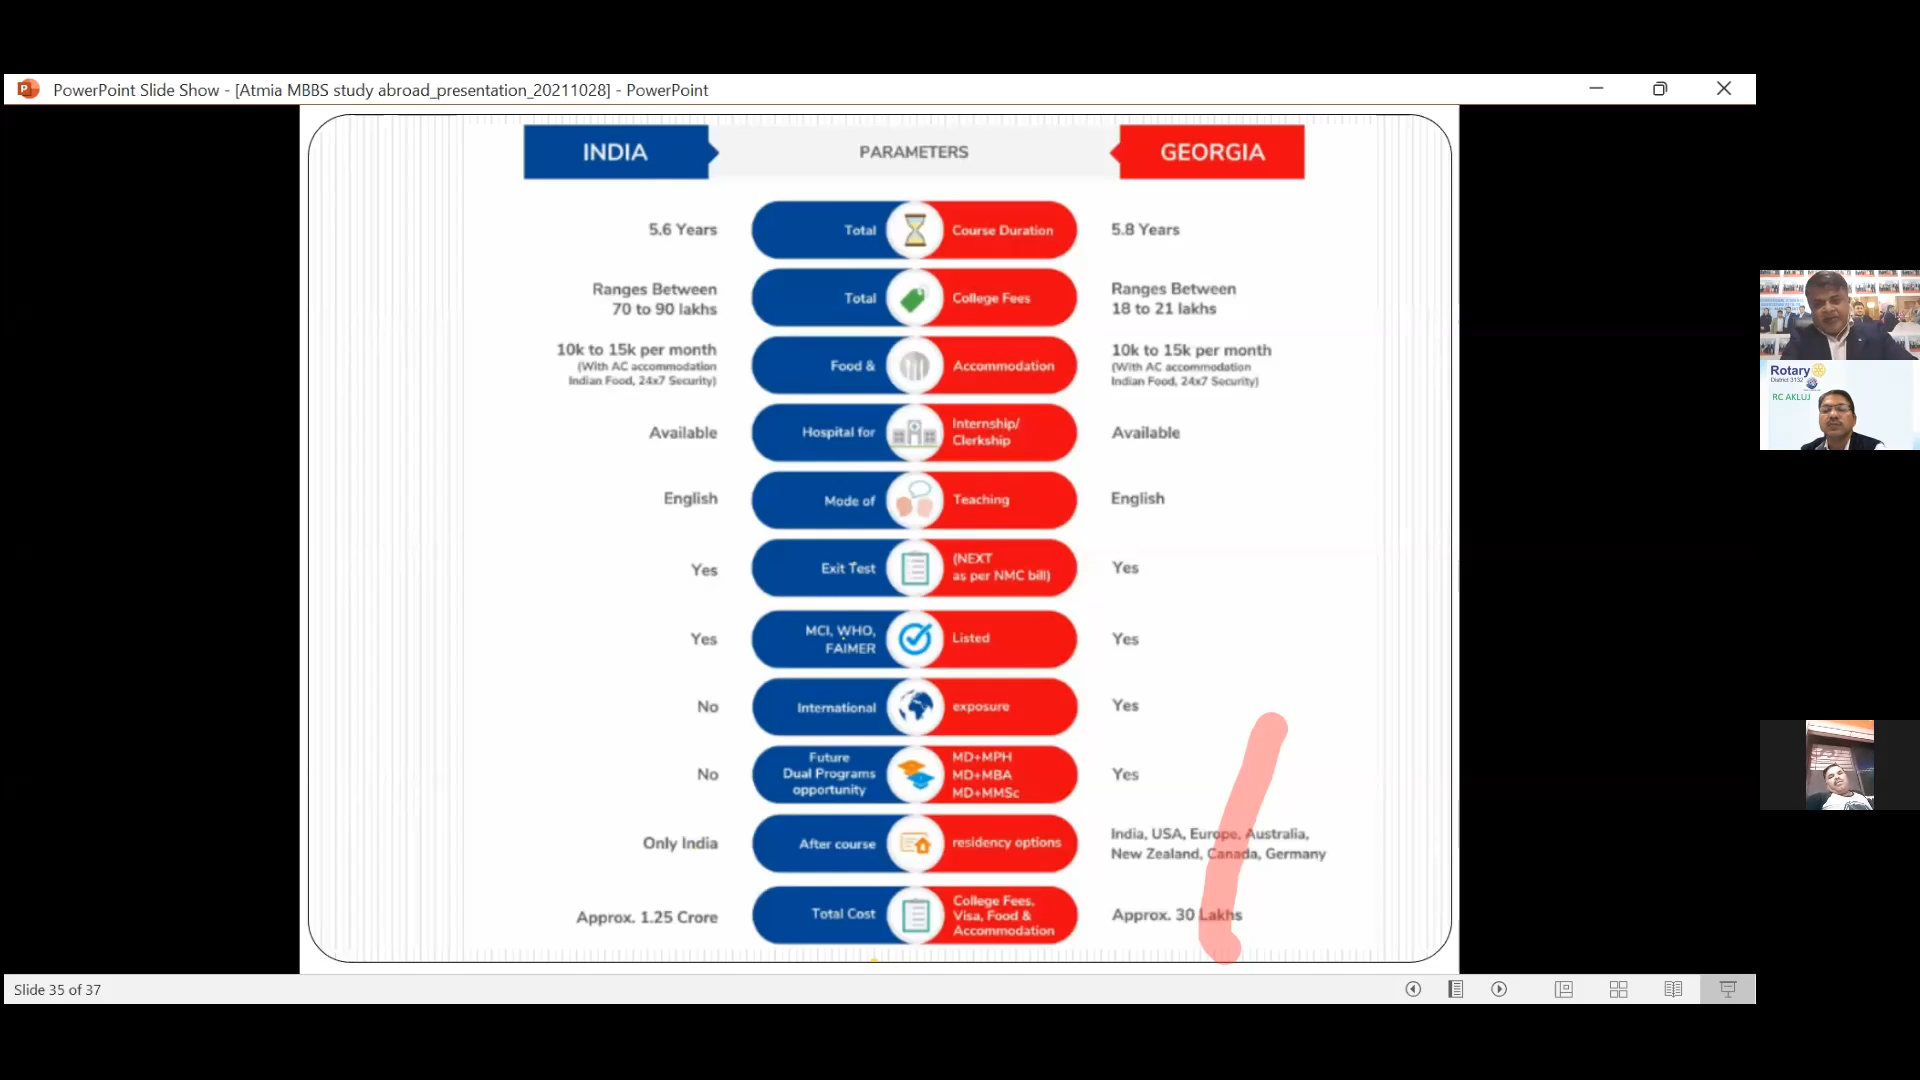 PowerPoint Slide Show - [Atmia MBBS study abroad_presentation_20211028] - PowerPoint
INDIA
PARAMETERS
GEORGIA
5.6 Years
Total
Course Duration
5.8 Years
Ranges Between
70 to 90 lakhs
Total
College Fees
Ranges Between
18 to 21 lakhs
10k to 15k per month
(With AC accommodation
Indian Food, 24x7 Security)
Food &
Accommodation
10k to 15k per month
(With AC accommodation
Indian Food, 24x7 Security)
Available
Hospital for
Internship/
Clerkship
Available
English
Mode of
Teaching
English
Yes
Exit Test
(NEXT
as per NMC bill)
Yes
Yes
MCI, WHO,
FAIMER
Listed
Yes
No
International
exposure
Yes
No
Future
Dual Programs
opportunity
MD+MPH
MD+MBA
MD+MMSc
Yes
Only India
After course
residency options
India, USA, Europe, Australia,
New Zealand, Canada, Germany
Approx. 1.25 Crore
Total Cost
College Fees,
Visa, Food &
Accommodation
Approx. 30 Lakhs
Slide 35 of 37
Rotary
District 3132
RC AKLUJ